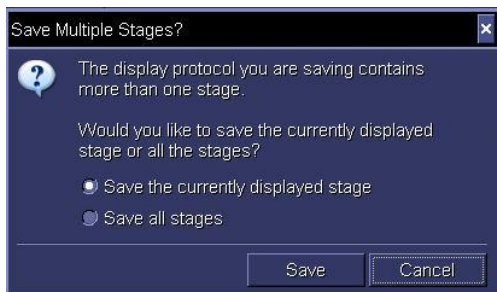 Save Multiple Stages?
The display protocol you are saving contains
more than one stage.
Would you like to save the currently displayed
stage or all the stages?
Save the currently displayed stage
Save all stages
Save Cancel